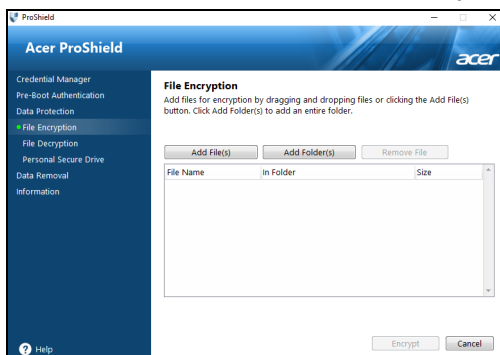 ProShield
Acer ProShield
acer
Credential Manager
Pre-Boot Authentication
Data Protection
File Encryption
File Decryption
Personal Secure Drive
Data Removal
Information
Help
File Encryption
Add files for encryption by dragging and dropping files or clicking the Add File(s)
button. Click Add Folder(s) to add an entire folder.
Add File(s) Add Folder(s) Remove File
File Name In Folder Size
Encrypt Cancel